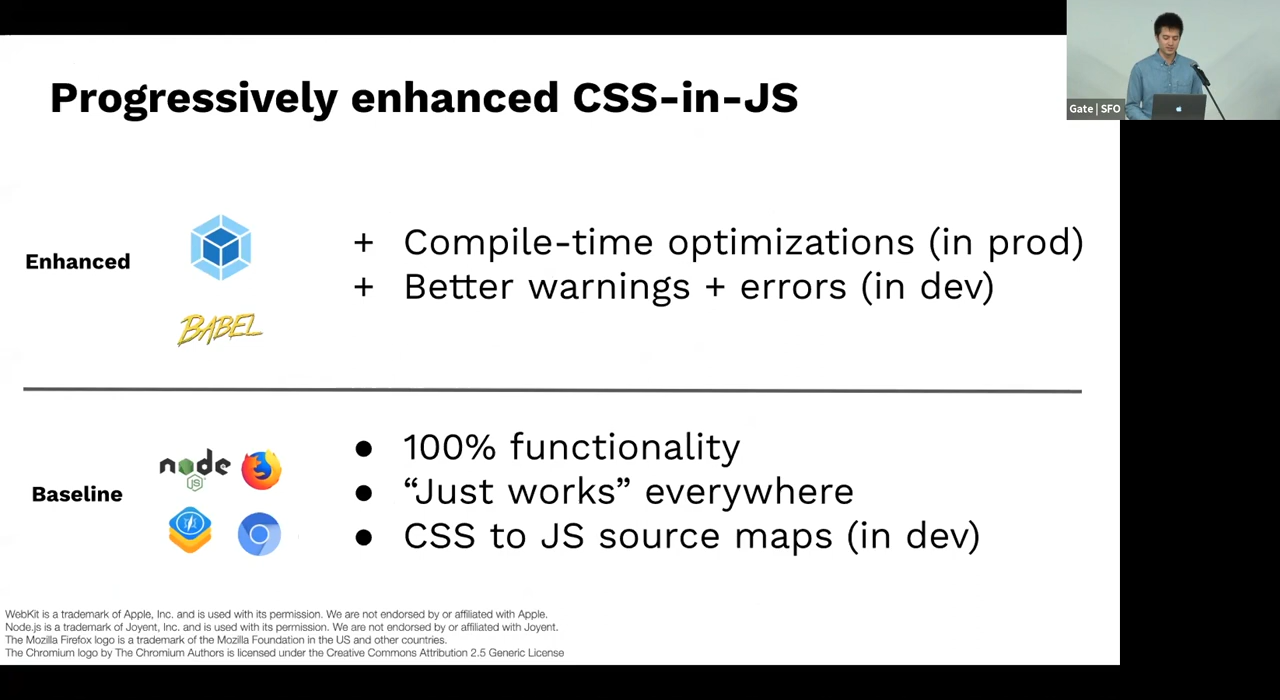 Progressively enhanced CSS-in-JS
Gate | SFO
Enhanced
BABEL
+ Compile-time optimizations (in prod)
+ Better warnings + errors (in dev)
Baseline
node
JS
● 100% functionality
● “Just works” everywhere
● CSS to JS source maps (in dev)
WebKit is a trademark of Apple, Inc. and is used with its permission. We are not endorsed by or affiliated with Apple.
Node.js is a trademark of Joyent, Inc. and is used with its permission. We are not endorsed by or affiliated with Joyent.
The Mozilla Firefox logo is a trademark of the Mozilla Foundation in the US and other countries.
The Chromium logo by The Chromium Authors is licensed under the Creative Commons Attribution 2.5 Generic License